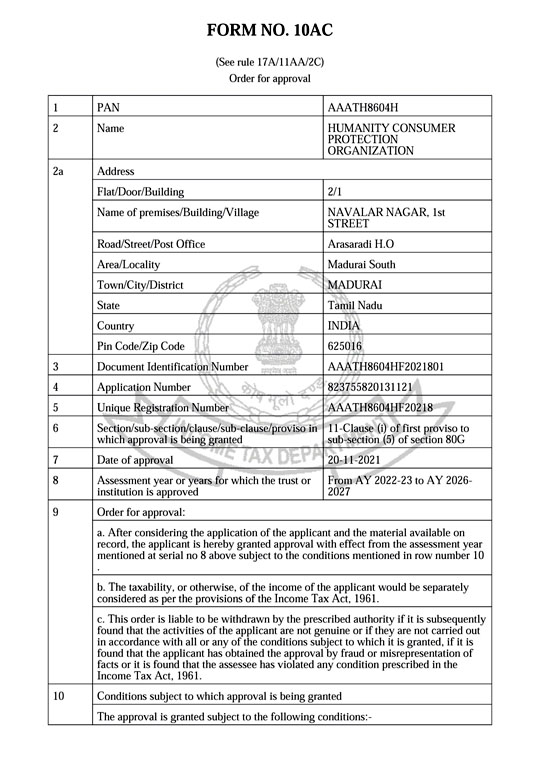 FORM NO. 10AC
(See rule 17A/11AA/2C)
Order for approval
1 PAN AAATH8604H
2 Name HUMANITY CONSUMER
PROTECTION
ORGANIZATION
2a Address
Flat/Door/Building 2/1
Name of premises/Building/Village NAVALAR NAGAR, 1st
STREET
Road/Street/Post Office Arasaradi H.O
Area/Locality Madurai South
Town/City/District MADURAI
State Tamil Nadu
Country INDIA
Pin Code/Zip Code 625016
3 Document Identification Number AAATH8604HF2021801
4 Application Number 823755820131121
5 Unique Registration Number AAATH8604HF20218
6 Section/sub-section/clause/sub-clause/proviso in 11-Clause (i) of first proviso to
which approval is being granted sub-section (5) of section 80G
7 Date of approval 20-11-2021
8 Assessment year or years for which the trust or From AY 2022-23 to AY 2026-
institution is approved 2027
9 Order for approval:
a. After considering the application of the applicant and the material available on
record, the applicant is hereby granted approval with effect from the assessment year
mentioned at serial no 8 above subject to the conditions mentioned in row number 10
.
b. The taxability, or otherwise, of the income of the applicant would be separately
considered as per the provisions of the Income Tax Act, 1961.
c. This order is liable to be withdrawn by the prescribed authority if it is subsequently
found that the activities of the applicant are not genuine or if they are not carried out
in accordance with all or any of the conditions subject to which it is granted, if it is
found that the applicant has obtained the approval by fraud or misrepresentation of
facts or it is found that the assessee has violated any condition prescribed in the
Income Tax Act, 1961.
10 Conditions subject to which approval is being granted
The approval is granted subject to the following conditions:-
सत्यमेव जयते
कोष मूलो दण्डः
INCOME TAX DEPARTMENT